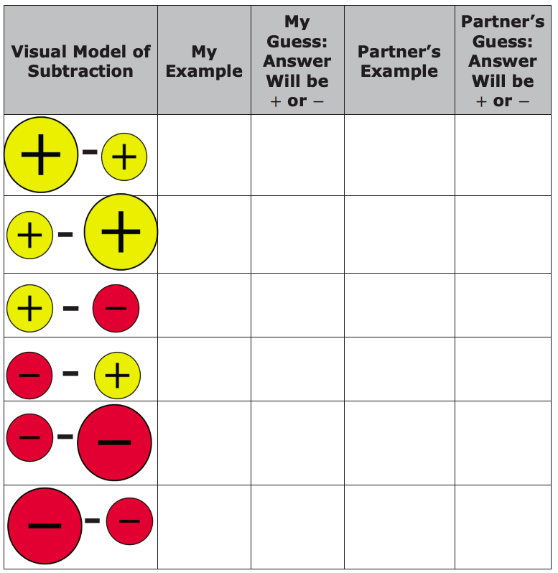 Visual Model of
Subtraction
My
Example
My
Guess:
Answer
Will be
+ or −
Partner's
Example
Partner's
Guess:
Answer
Will be
+ or −
+ - +
+ - +
+ - −
− - +
− - −
− - −